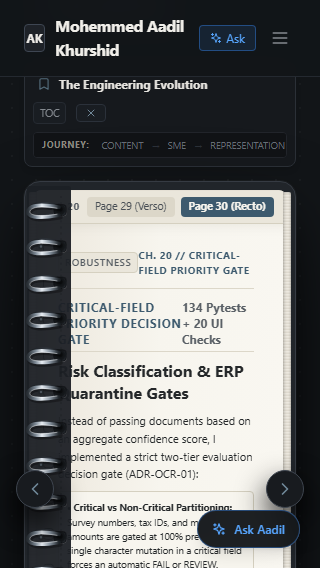 AK
Mohemmed Aadil
Khurshid
Ask
The Engineering Evolution
TOC
×
JOURNEY: CONTENT → SME → REPRESENTATION
Page 29 (Verso)
Page 30 (Recto)
OBUSTNESS
CH. 20 // CRITICAL-
FIELD PRIORITY GATE
CRITICAL-FIELD
PRIORITY DECISION
GATE
134 Pytests
+ 20 UI
Checks
Risk Classification & ERP
Quarantine Gates
Instead of passing documents based on
an aggregate confidence score, I
implemented a strict two-tier evaluation
decision gate (ADR-OCR-01):
Critical vs Non-Critical Partitioning:
Survey numbers, tax IDs, and
amounts are gated at 100%
single character mutation in a critical field
forces an automatic FAIL or REVIEW.
Ask Aadil